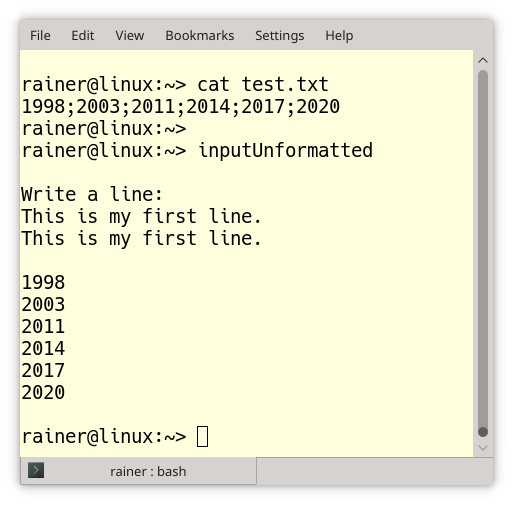 File Edit View Bookmarks Settings Help
rainer@linux:~> cat test.txt
1998;2003;2011;2014;2017;2020
rainer@linux:~>
rainer@linux:~> inputUnformatted
Write a line:
This is my first line.
This is my first line.
1998
2003
2011
2014
2017
2020
rainer@linux:~>
rainer : bash